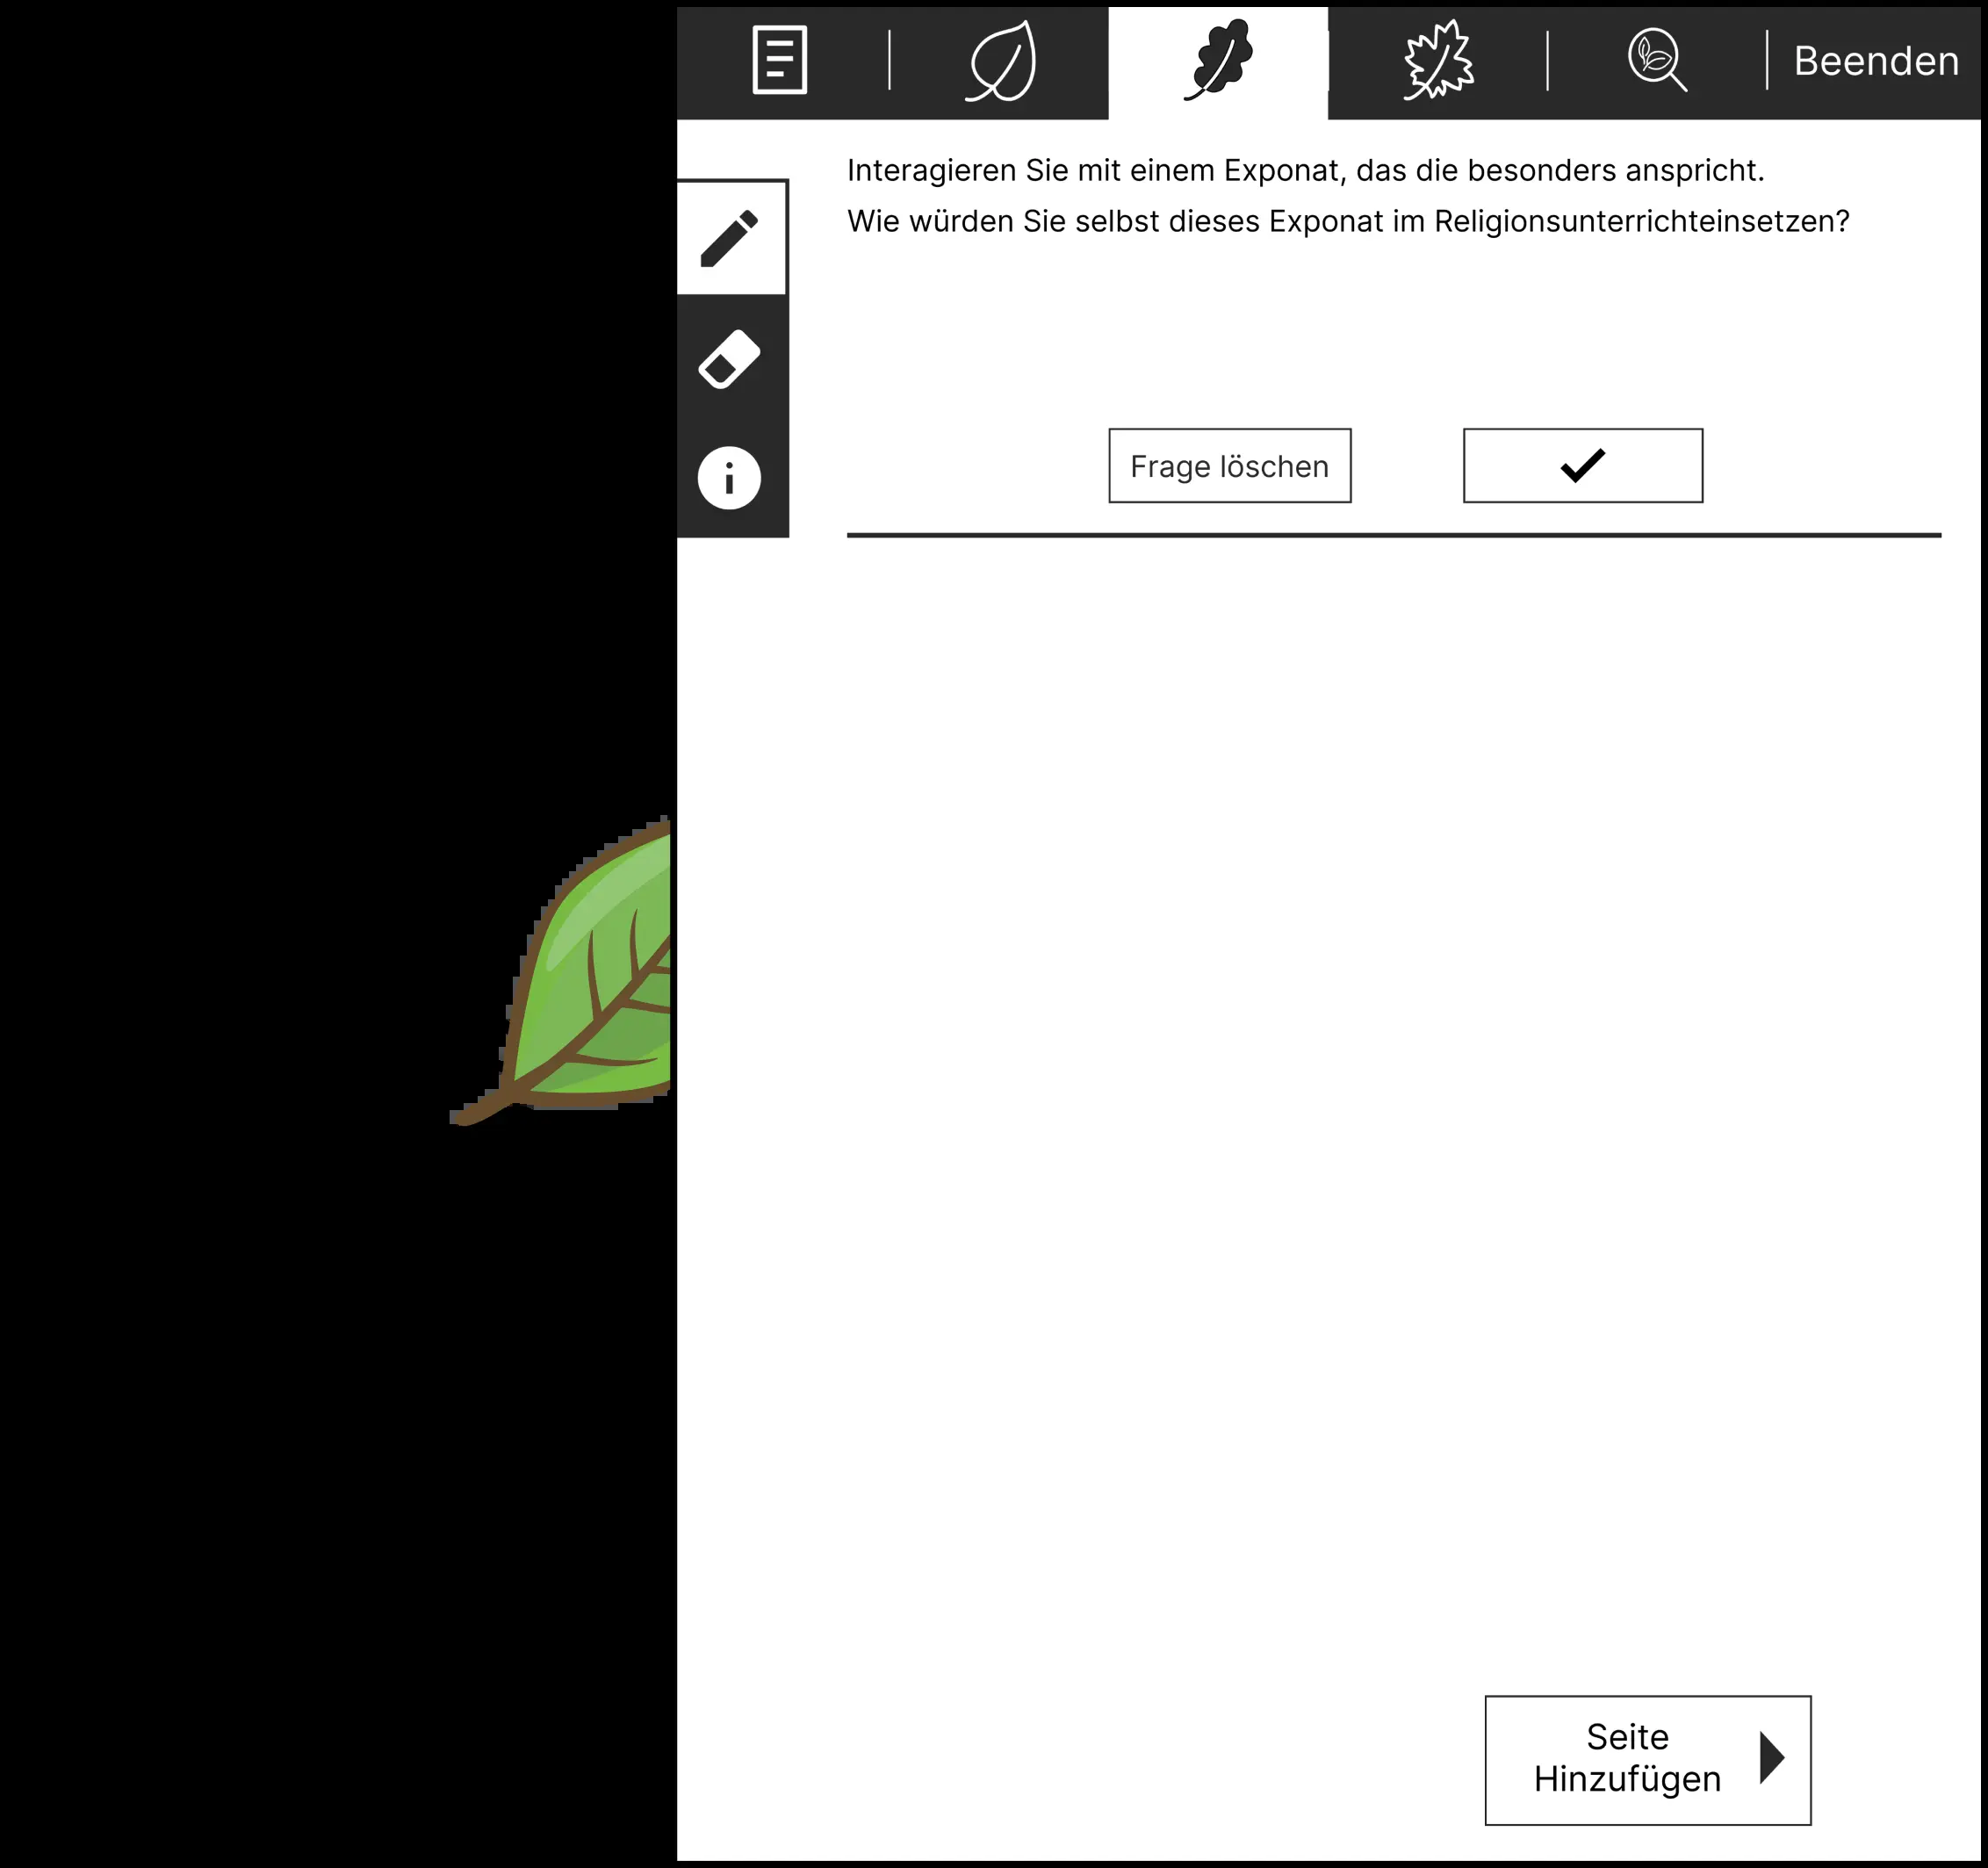 Beenden
Interagieren Sie mit einem Exponat, das die besonders anspricht.
Wie würden Sie selbst dieses Exponat im Religionsunterrichteinsetzen?
Frage löschen
Seite
Hinzufügen